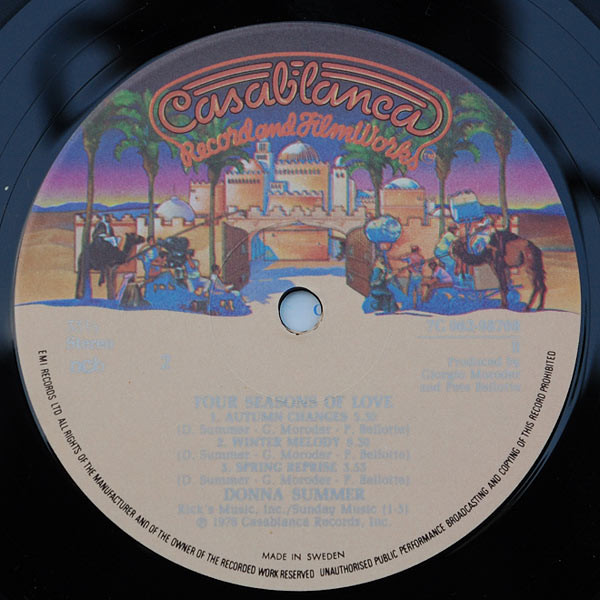 Casablanca
Record and FilmWorks
Stereo
2
Produced by
Giorgio Moroder
and Pete Bellotte
FOUR SEASONS OF LOVE
1. AUTUMN CHANGES 5.30
(D. Summer - G. Moroder - P. Bellotte)
2. WINTER MELODY 6.30
(D. Summer - G. Moroder - P. Bellotte)
3. SPRING REPRISE 3.53
(D. Summer - G. Moroder - P. Bellotte)
DONNA SUMMER
Rick's Music, Inc./Sunday Music (1-3)
℗ 1976 Casablanca Records, Inc.
MADE IN SWEDEN
EMI RECORDS LTD ALL RIGHTS OF THE MANUFACTURER AND OF THE OWNER OF THE RECORDED WORK RESERVED UNAUTHORISED PUBLIC PERFORMANCE BROADCASTING AND COPYING OF THIS RECORD PROHIBITED